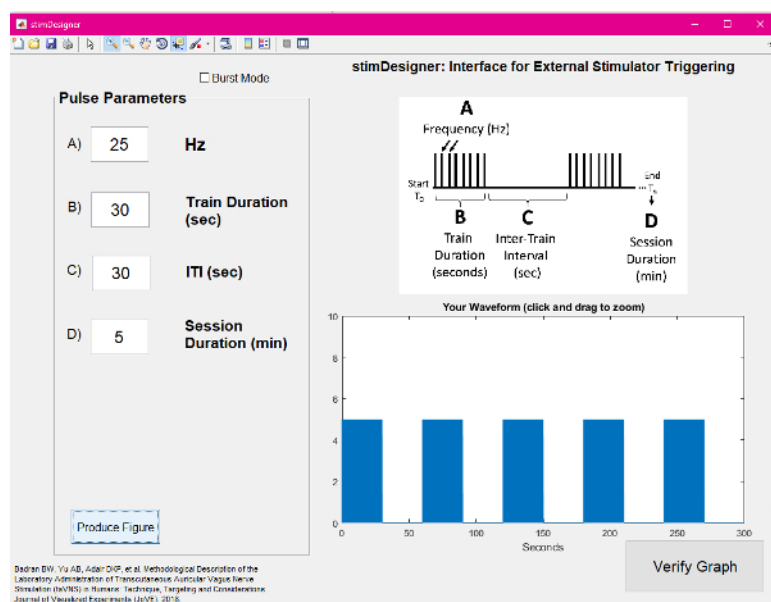 stimDesigner
Burst Mode
stimDesigner: Interface for External Stimulator Triggering
Pulse Parameters
A) 25 Hz
B) 30 Train Duration
(sec)
C) 30 ITI (sec)
D) 5 Session
Duration (min)
Produce Figure
Badran BW, Yu AB, Adair DKP, et al. Methodological Description of the
Laboratory Administration of Transcutaneous Auricular Vagus Nerve
Stimulation (taVNS) in Humans: Technique, Targeting and Considerations
Journal of Visualized Experiments (JoVE), 2018.
A
Frequency (Hz)
Start
T0
End
... Tn
B C D
Train Inter-Train Session
Duration Interval Duration
(seconds) (sec) (min)
Your Waveform (click and drag to zoom)
10
8
6
4
2
0
0 50 100 150 200 250 300
Seconds
Verify Graph